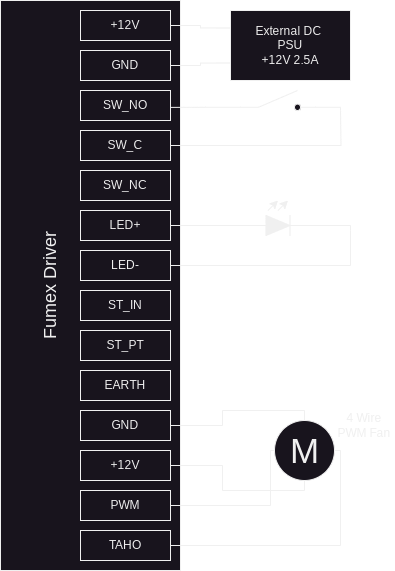 +12V
GND
SW_NO
SW_C
SW_NC
LED+
LED-
ST_IN
ST_PT
EARTH
GND
+12V
PWM
TAHO
Fumex Driver
External DC
PSU
+12V 2.5A
M
4 Wire
PWM Fan